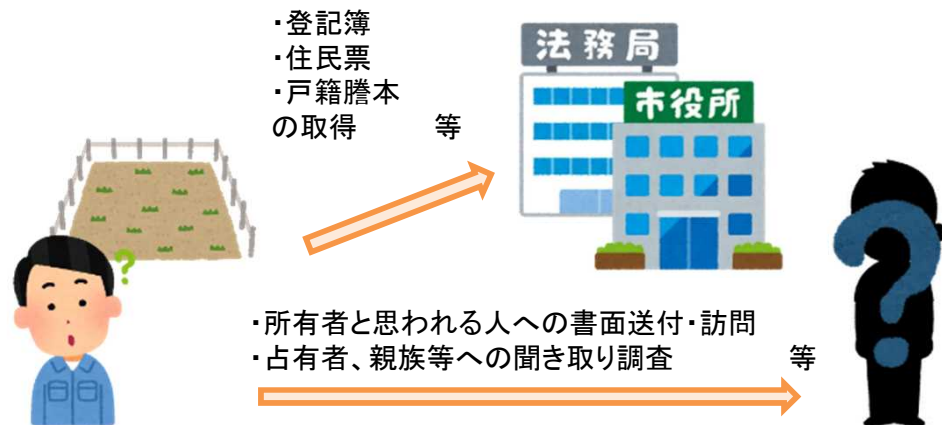 ・登記簿
・住民票
・戸籍謄本
の取得 等
法務局
市役所
?
?
・所有者と思われる人への書面送付・訪問
・占有者、親族等への聞き取り調査 等